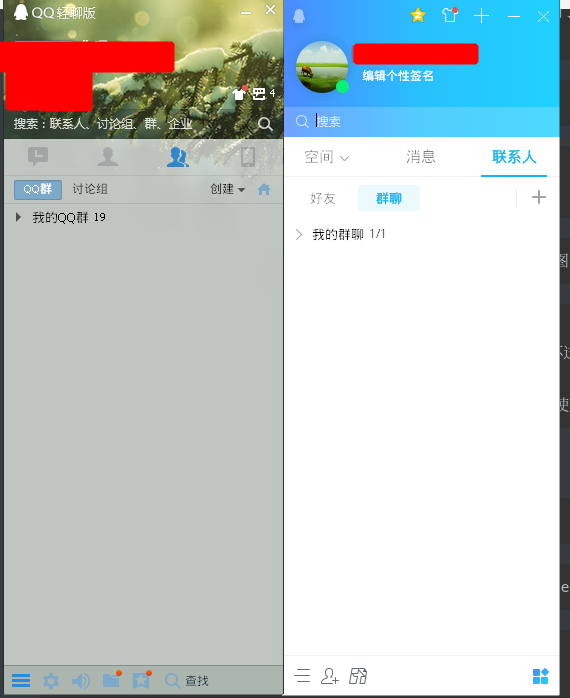 QQ轻聊版
4
搜索：联系人、讨论组、群、企业
QQ群 讨论组 创建
我的QQ群 19
查找
编辑个性签名
搜索
空间 消息 联系人
好友 群聊
我的群聊 1/1
图
使
e